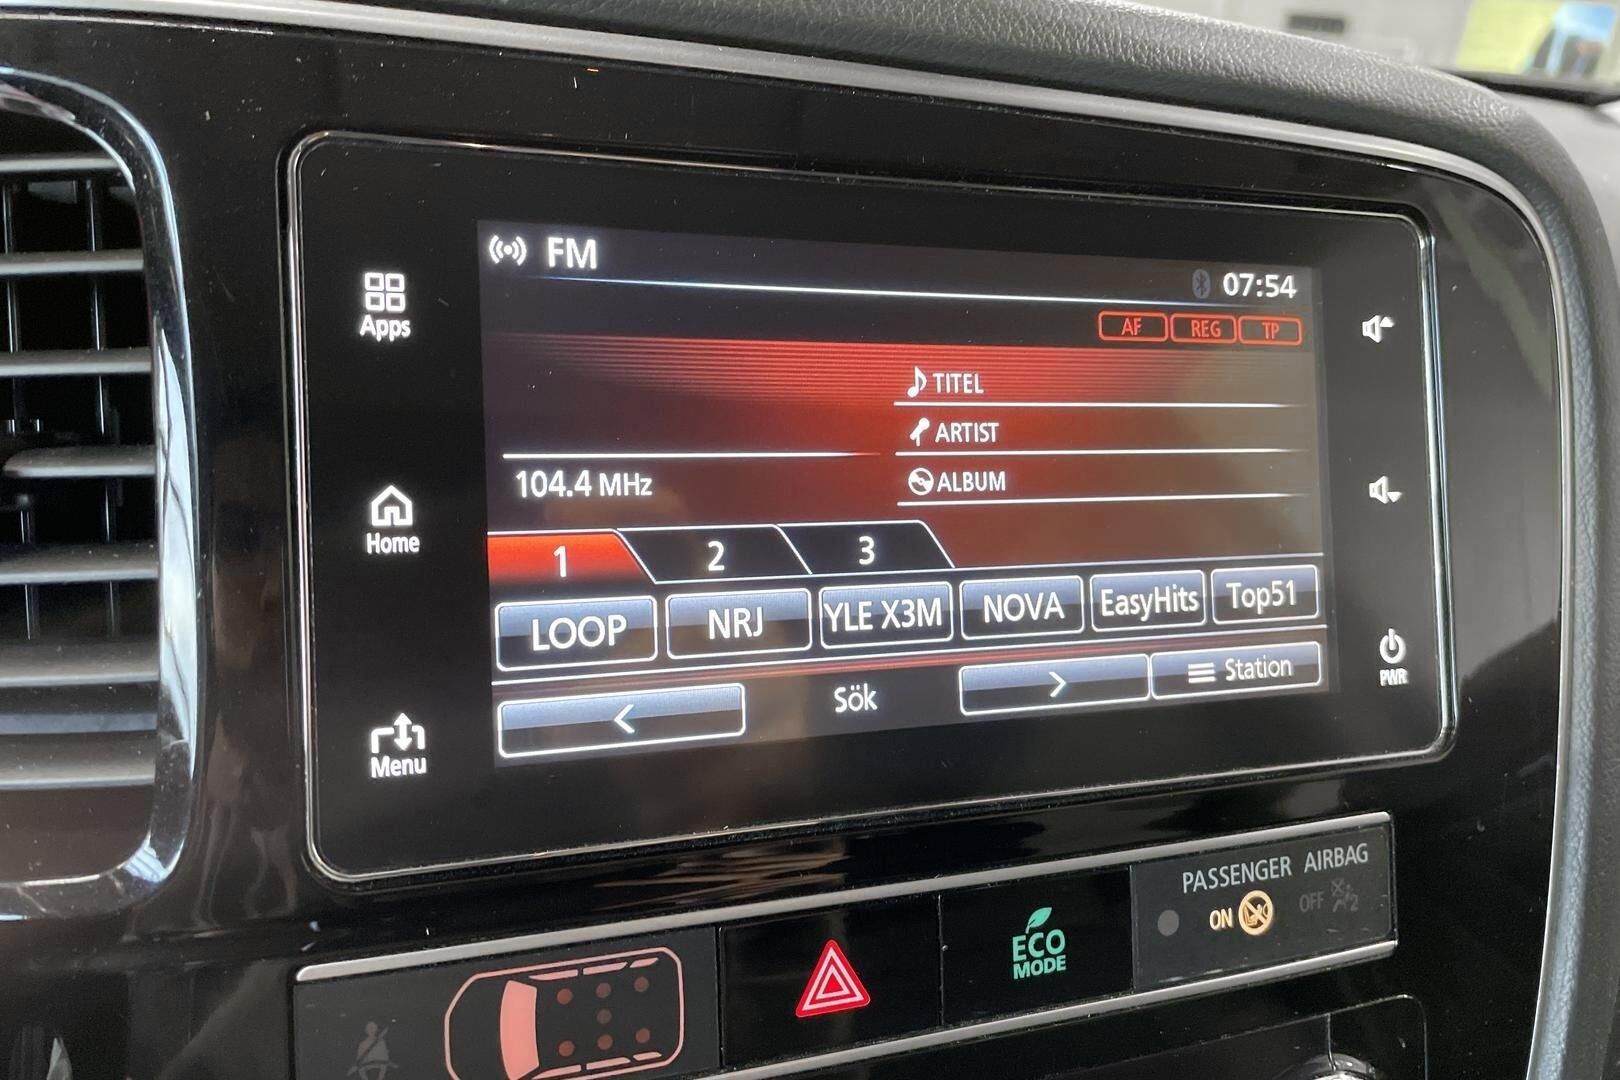 FM
07:54
AF REG TP
Apps
TITEL
ARTIST
104.4 MHz
ALBUM
Home
1 2 3
LOOP NRJ YLE X3M NOVA EasyHits Top51
< Sök > Station
PWR
Menu
PASSENGER AIRBAG
ON OFF 2
ECO
MODE